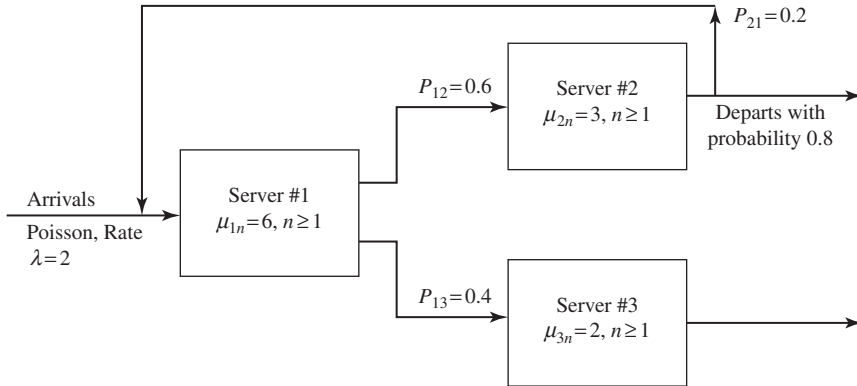 P₂₁=0.2
P₁₂=0.6
Server #2
μ₂ₙ=3, n≥1
Departs with
probability 0.8
Arrivals
Poisson, Rate
λ=2
Server #1
μ₁ₙ=6, n≥1
P₁₃=0.4
Server #3
μ₃ₙ=2, n≥1